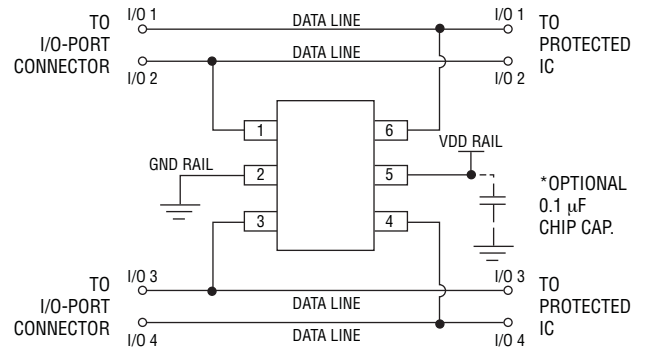 TO
I/O-PORT
CONNECTOR
I/O 1
DATA LINE
I/O 1
TO
PROTECTED
IC
I/O 2
DATA LINE
I/O 2
1
6
GND RAIL
2
5
VDD RAIL
3
4
*OPTIONAL
0.1 μF
CHIP CAP.
TO
I/O-PORT
CONNECTOR
I/O 3
DATA LINE
I/O 3
TO
PROTECTED
IC
I/O 4
DATA LINE
I/O 4